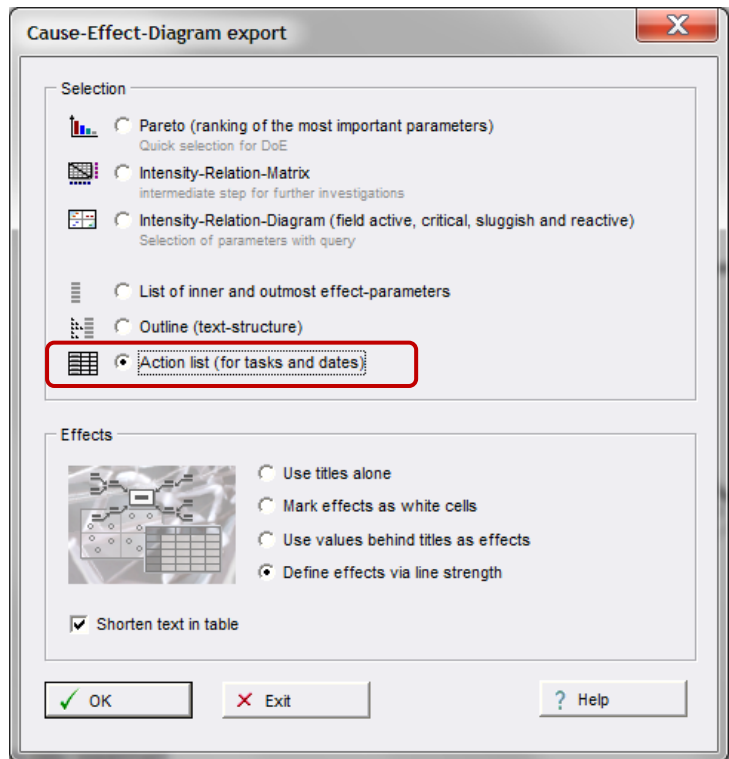 Cause-Effect-Diagram export
X
Selection
Pareto (ranking of the most important parameters)
Quick selection for DoE
Intensity-Relation-Matrix
intermediate step for further investigations
Intensity-Relation-Diagram (field active, critical, sluggish and reactive)
Selection of parameters with query
List of inner and outmost effect-parameters
Outline (text-structure)
Action list (for tasks and dates)
Effects
Use titles alone
Mark effects as white cells
Use values behind titles as effects
Define effects via line strength
Shorten text in table
OK
Exit
? Help